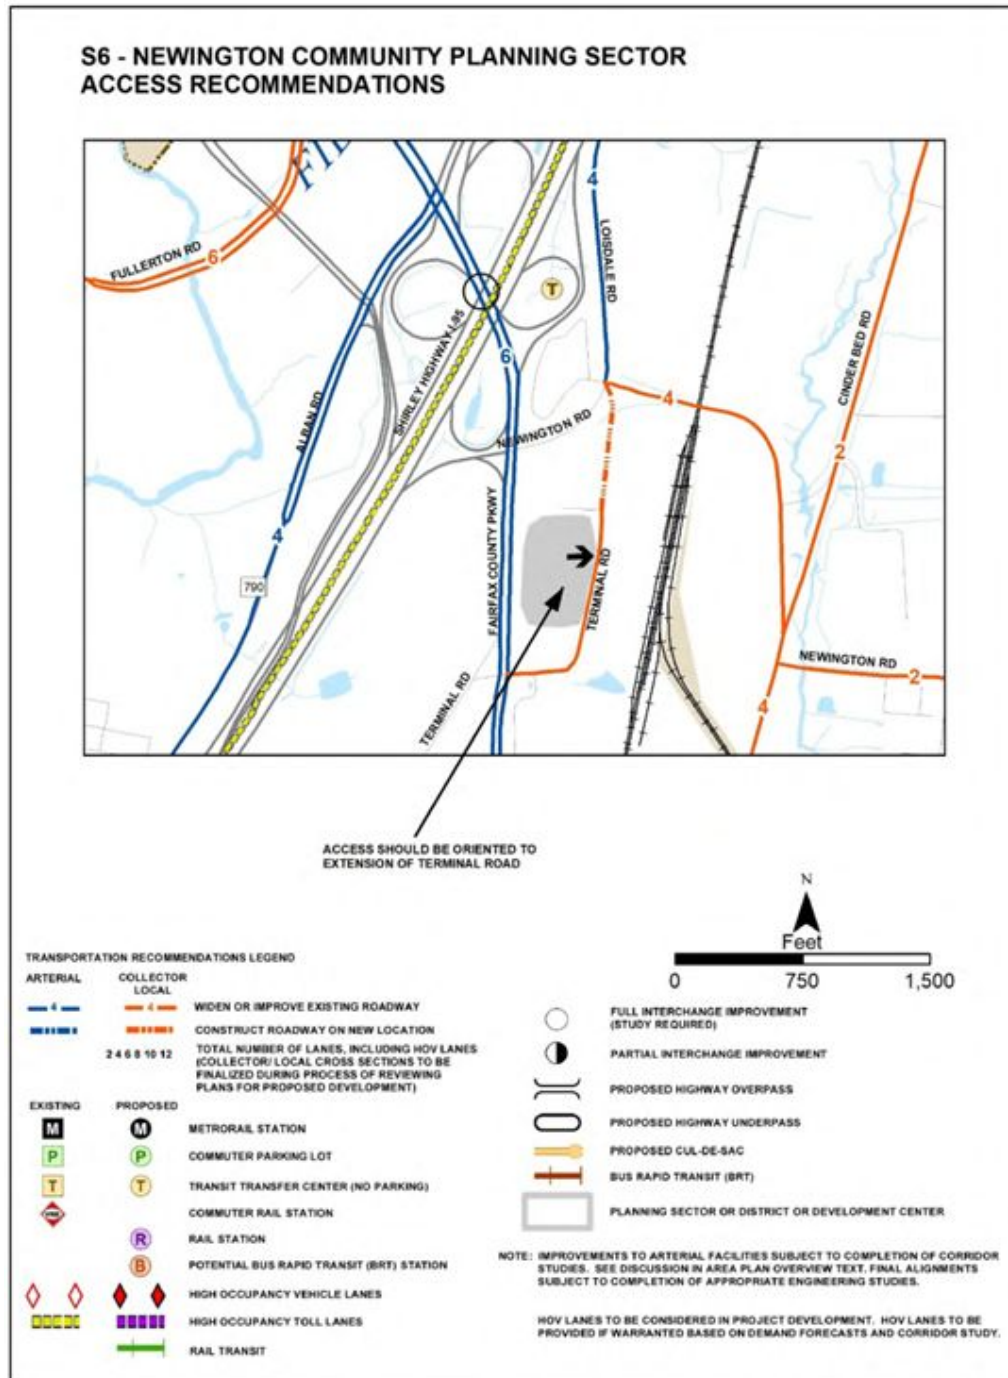 S6 - NEWINGTON COMMUNITY PLANNING SECTOR
ACCESS RECOMMENDATIONS
4
FULLERTON RD
6
LOISDALE RD
T
SHIRLEY HIGHWAY I-95
6
CINDER BED RD
ALBAN RD
4
NEWINGTON RD
2
FAIRFAX COUNTY PKWY
4
790
TERMINAL RD
NEWINGTON RD
2
TERMINAL RD
4
ACCESS SHOULD BE ORIENTED TO
EXTENSION OF TERMINAL ROAD
N
Feet
0 750 1,500
TRANSPORTATION RECOMMENDATIONS LEGEND
ARTERIAL COLLECTOR
LOCAL
4 4 WIDEN OR IMPROVE EXISTING ROADWAY
CONSTRUCT ROADWAY ON NEW LOCATION
2 4 6 8 10 12 TOTAL NUMBER OF LANES, INCLUDING HOV LANES
(COLLECTOR/ LOCAL CROSS SECTIONS TO BE
FINALIZED DURING PROCESS OF REVIEWING
PLANS FOR PROPOSED DEVELOPMENT)
EXISTING PROPOSED
M M METRORAIL STATION
P P COMMUTER PARKING LOT
T T TRANSIT TRANSFER CENTER (NO PARKING)
COMMUTER RAIL STATION
R RAIL STATION
B POTENTIAL BUS RAPID TRANSIT (BRT) STATION
HIGH OCCUPANCY VEHICLE LANES
HIGH OCCUPANCY TOLL LANES
RAIL TRANSIT
FULL INTERCHANGE IMPROVEMENT
(STUDY REQUIRED)
PARTIAL INTERCHANGE IMPROVEMENT
PROPOSED HIGHWAY OVERPASS
PROPOSED HIGHWAY UNDERPASS
PROPOSED CUL-DE-SAC
BUS RAPID TRANSIT (BRT)
PLANNING SECTOR OR DISTRICT OR DEVELOPMENT CENTER
NOTE: IMPROVEMENTS TO ARTERIAL FACILITIES SUBJECT TO COMPLETION OF CORRIDOR
STUDIES. SEE DISCUSSION IN AREA PLAN OVERVIEW TEXT. FINAL ALIGNMENTS
SUBJECT TO COMPLETION OF APPROPRIATE ENGINEERING STUDIES.
HOV LANES TO BE CONSIDERED IN PROJECT DEVELOPMENT. HOV LANES TO BE
PROVIDED IF WARRANTED BASED ON DEMAND FORECASTS AND CORRIDOR STUDY.